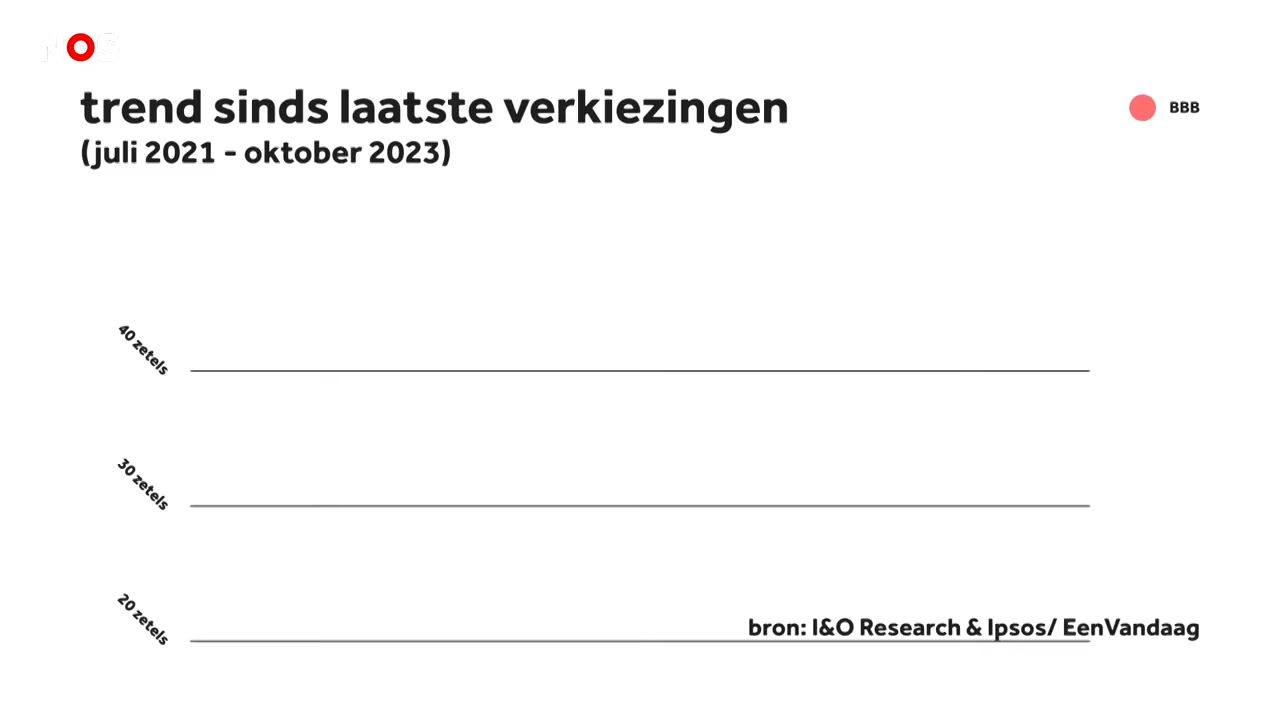 NOS
trend sinds laatste verkiezingen
BBB
(juli 2021 - oktober 2023)
40 zetels
30 zetels
20 zetels
bron: I&O Research & Ipsos/ EenVandaag